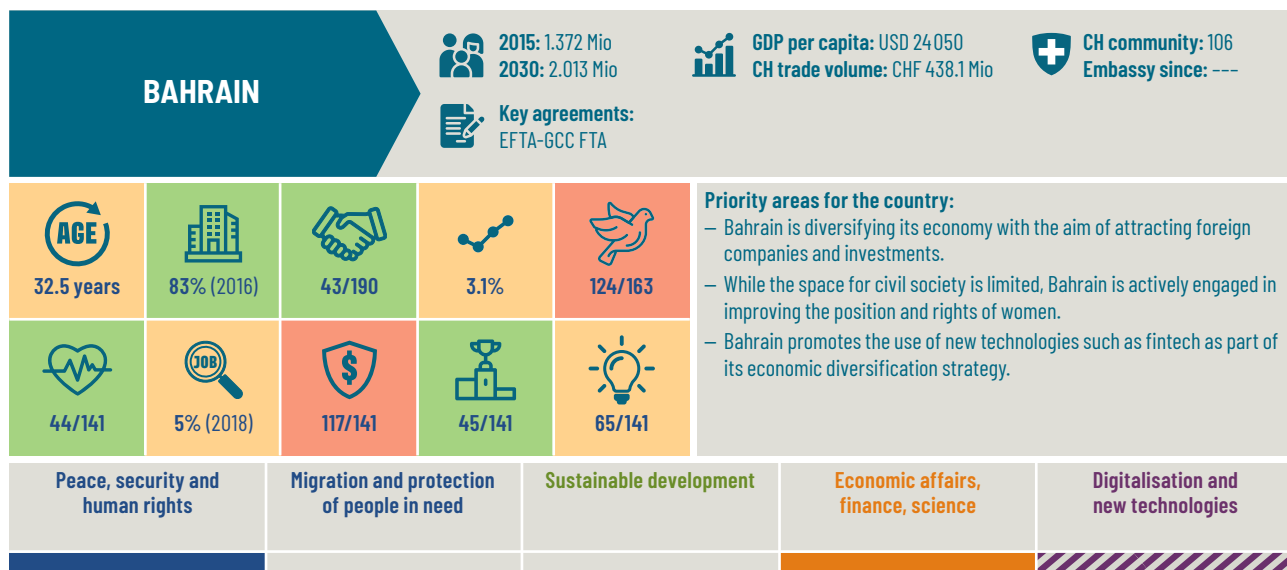 BAHRAIN
2015: 1.372 Mio
2030: 2.013 Mio
GDP per capita: USD 24 050
CH trade volume: CHF 438.1 Mio
CH community: 106
Embassy since: –––
Key agreements:
EFTA-GCC FTA
AGE
32.5 years
83% (2016)
43/190
3.1%
124/163
44/141
JOB
5% (2018)
$
117/141
45/141
65/141
Priority areas for the country:
– Bahrain is diversifying its economy with the aim of attracting foreign
companies and investments.
– While the space for civil society is limited, Bahrain is actively engaged in
improving the position and rights of women.
– Bahrain promotes the use of new technologies such as fintech as part of
its economic diversification strategy.
Peace, security and
human rights
Migration and protection
of people in need
Sustainable development
Economic affairs,
finance, science
Digitalisation and
new technologies